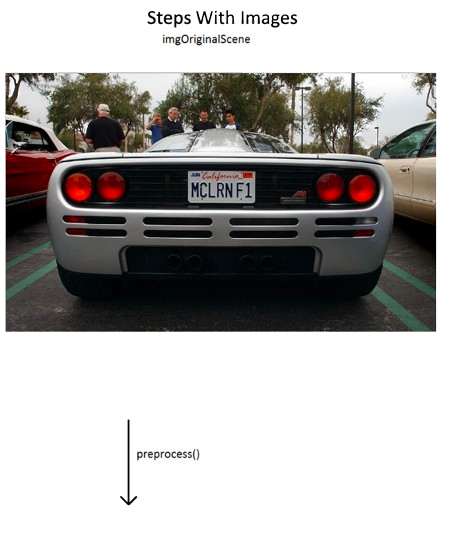 Steps With Images
imgOriginalScene
California
MCLRN F1
preprocess()